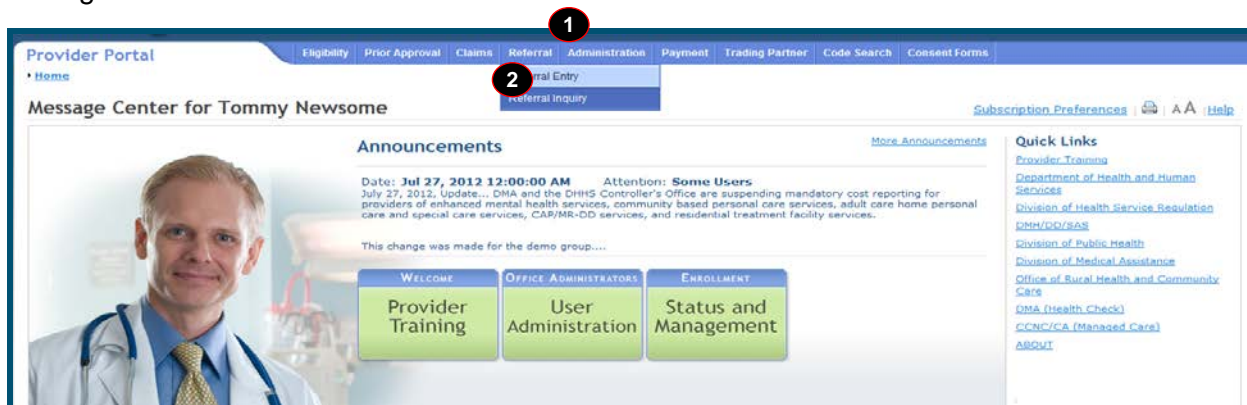 1
Provider Portal
Eligibility Prior Approval Claims Referral Administration Payment Trading Partner Code Search Consent Forms
Home
2 rral Entry
Referral Inquiry
Message Center for Tommy Newsome
Subscription Preferences | | A A | Help
Announcements
More Announcements
Date: Jul 27, 2012 12:00:00 AM Attention: Some Users
July 27, 2012, Update... DMA and the DHHS Controller's Office are suspending mandatory cost reporting for
providers of enhanced mental health services, community based personal care services, adult care home personal
care and special care services, CAP/MR-DD services, and residential treatment facility services.
This change was made for the demo group....
WELCOME
Provider
Training
OFFICE ADMINISTRATORS
User
Administration
ENROLLMENT
Status and
Management
Quick Links
Provider Training
Department of Health and Human
Services
Division of Health Service Regulation
DMH/DD/SAS
Division of Public Health
Division of Medical Assistance
Office of Rural Health and Community
Care
DMA (Health Check)
CCNC/CA (Managed Care)
ABOUT